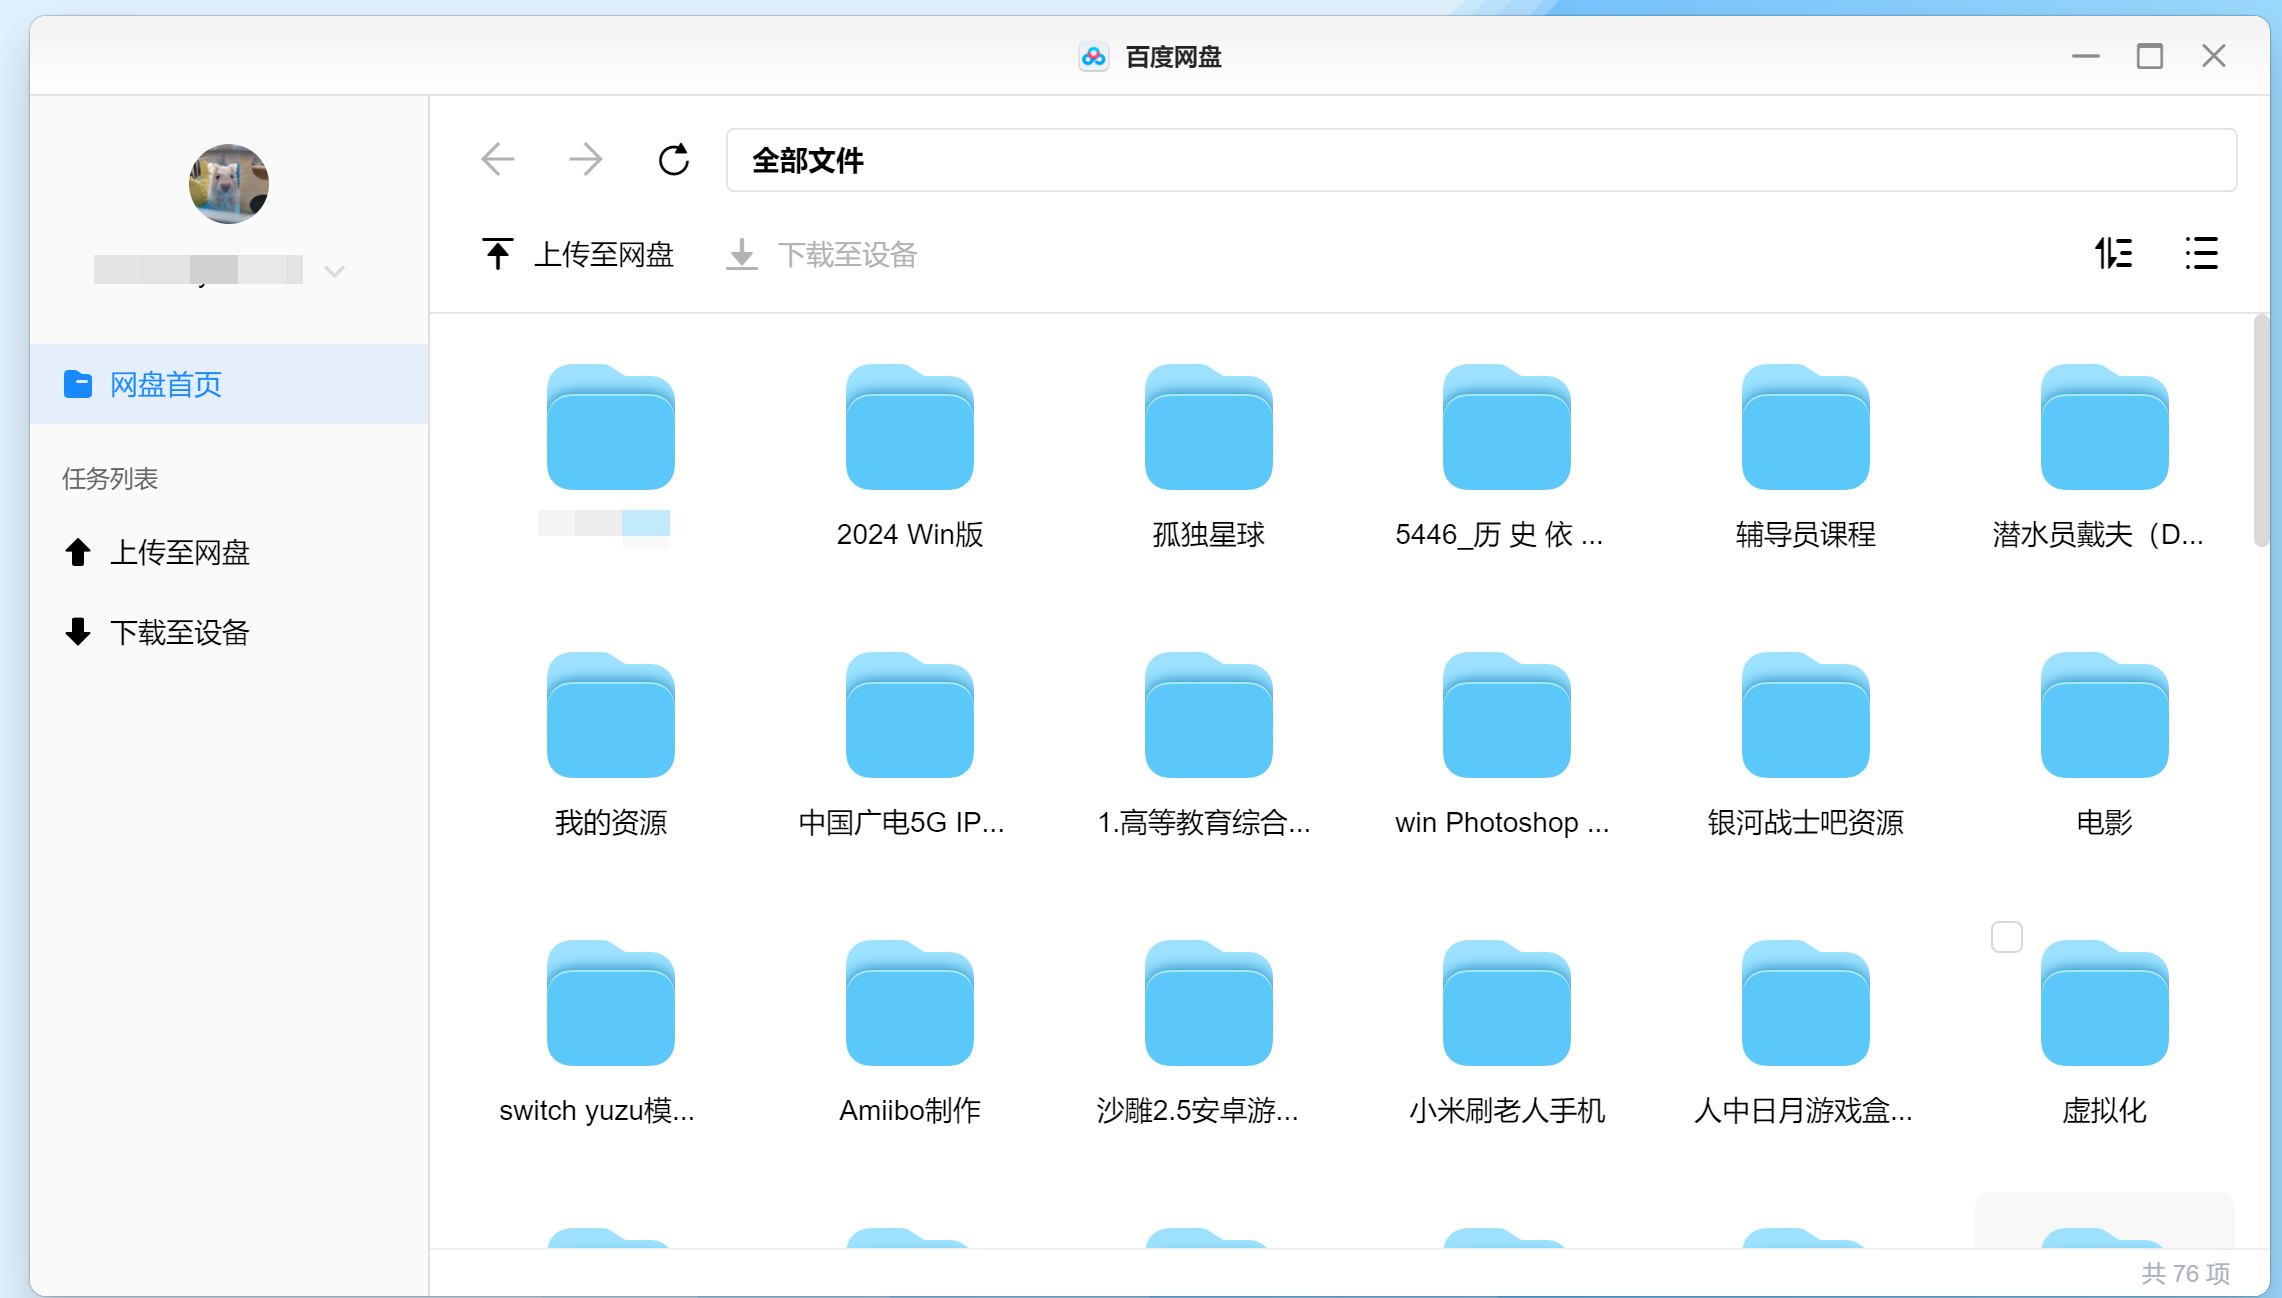 百度网盘
全部文件
上传至网盘
下载至设备
网盘首页
任务列表
上传至网盘
下载至设备
2024 Win版
孤独星球
5446_历 史 依 ...
辅导员课程
潜水员戴夫（D...
我的资源
中国广电5G IP...
1.高等教育综合...
win Photoshop ...
银河战士吧资源
电影
switch yuzu模...
Amiibo制作
沙雕2.5安卓游...
小米刷老人手机
人中日月游戏盒...
虚拟化
共 76 项